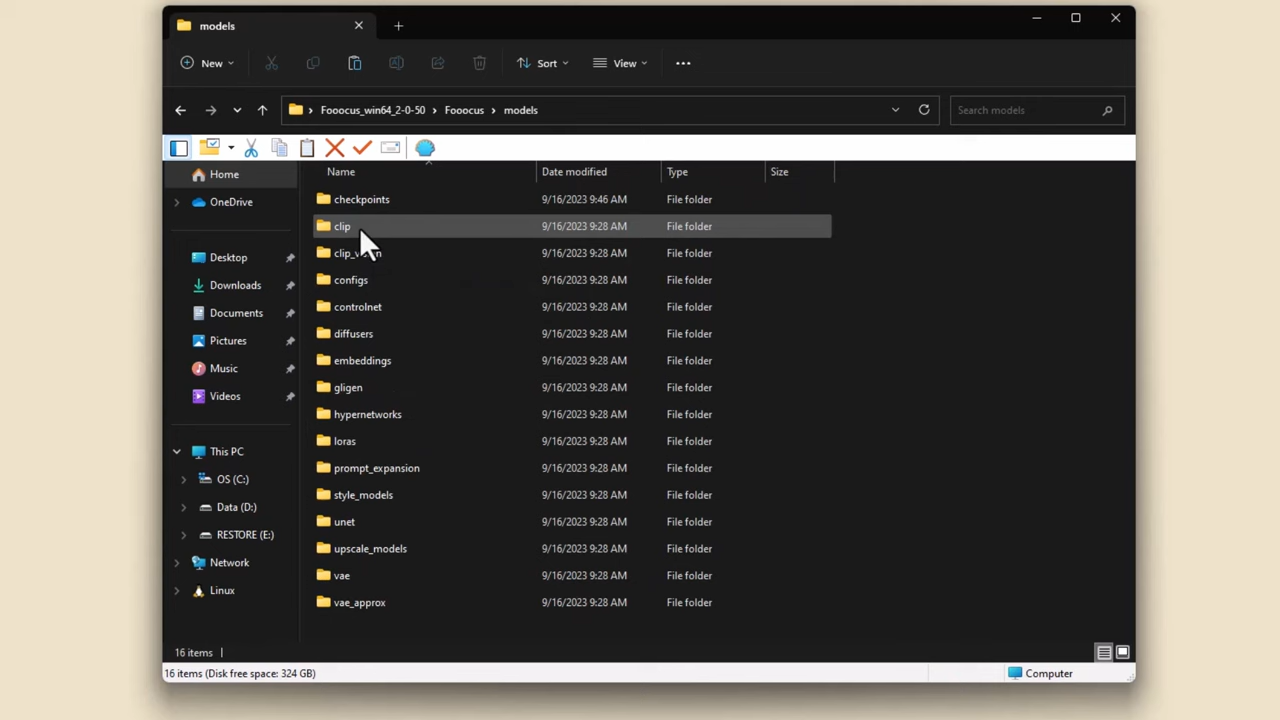 models
New
Sort
View
Fooocus_win64_2-0-50
Fooocus
models
Search models
Name
Date modified
Type
Size
Home
OneDrive
Desktop
Downloads
Documents
Pictures
Music
Videos
This PC
OS (C:)
Data (D:)
RESTORE (E:)
Network
Linux
checkpoints 9/16/2023 9:46 AM File folder
clip 9/16/2023 9:28 AM File folder
9/16/2023 9:28 AM File folder
configs 9/16/2023 9:28 AM File folder
controlnet 9/16/2023 9:28 AM File folder
diffusers 9/16/2023 9:28 AM File folder
embeddings 9/16/2023 9:28 AM File folder
gligen 9/16/2023 9:28 AM File folder
hypernetworks 9/16/2023 9:28 AM File folder
loras 9/16/2023 9:28 AM File folder
prompt_expansion 9/16/2023 9:28 AM File folder
style_models 9/16/2023 9:28 AM File folder
unet 9/16/2023 9:28 AM File folder
upscale_models 9/16/2023 9:28 AM File folder
vae 9/16/2023 9:28 AM File folder
vae_approx 9/16/2023 9:28 AM File folder
16 items
16 items (Disk free space: 324 GB)
Computer